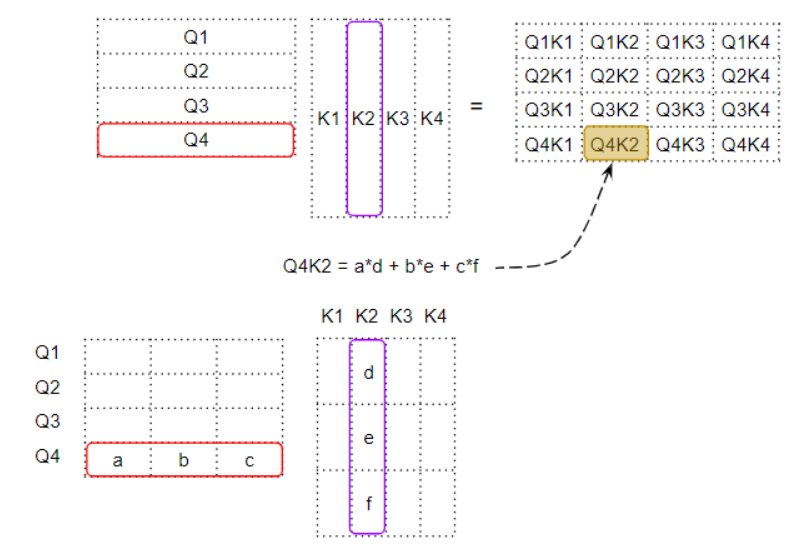 Q1
Q2
Q3
Q4
K1 K2 K3 K4
=
Q1K1 Q1K2 Q1K3 Q1K4
Q2K1 Q2K2 Q2K3 Q2K4
Q3K1 Q3K2 Q3K3 Q3K4
Q4K1 Q4K2 Q4K3 Q4K4
Q4K2 = a*d + b*e + c*f
K1 K2 K3 K4
Q1
Q2
Q3
Q4
a b c
d
e
f